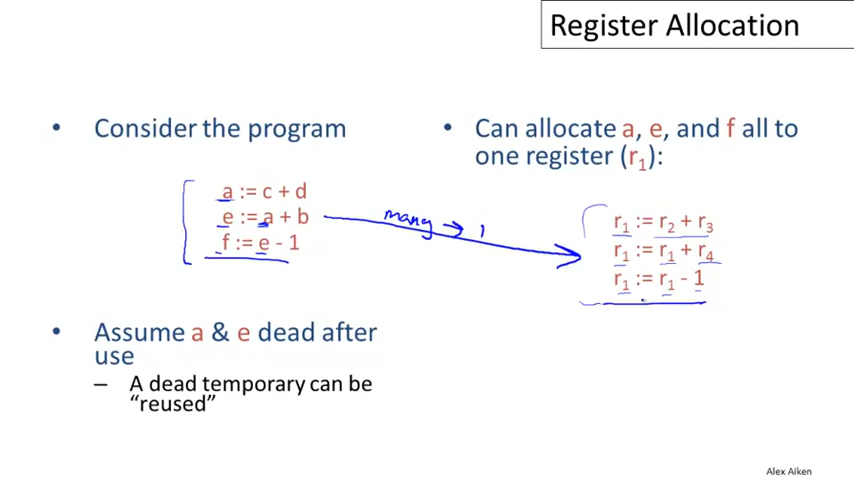 Register Allocation
• Consider the program
a := c + d
e := a + b
f := e - 1
• Assume a & e dead after
use
– A dead temporary can be
“reused”
• Can allocate a, e, and f all to
one register (r₁):
many → 1
r₁ := r₂ + r₃
r₁ := r₁ + r₄
r₁ := r₁ - 1
Alex Aiken